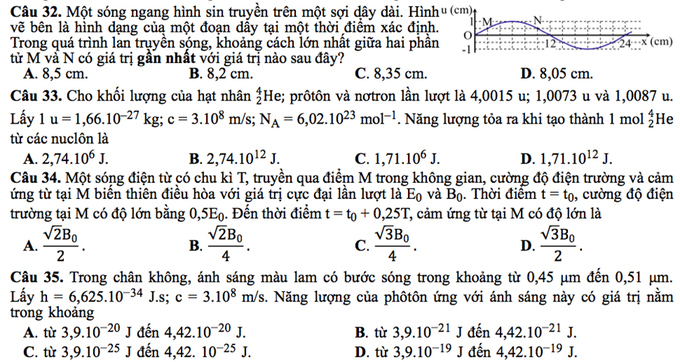 Câu 32. Một sóng ngang hình sin truyền trên một sợi dây dài. Hình
vẽ bên là hình dạng của một đoạn dây tại một thời điểm xác định.
Trong quá trình lan truyền sóng, khoảng cách lớn nhất giữa hai phần
tử M và N có giá trị gần nhất với giá trị nào sau đây?
u (cm)
1 M N
O
-1
12 24 x (cm)
A. 8,5 cm. B. 8,2 cm. C. 8,35 cm. D. 8,05 cm.
Câu 33. Cho khối lượng của hạt nhân ⁴₂He; prôtôn và nơtron lần lượt là 4,0015 u; 1,0073 u và 1,0087 u.
Lấy 1 u = 1,66.10⁻²⁷ kg; c = 3.10⁸ m/s; N_A = 6,02.10²³ mol⁻¹. Năng lượng tỏa ra khi tạo thành 1 mol ⁴₂He
từ các nuclôn là
A. 2,74.10⁶ J. B. 2,74.10¹² J. C. 1,71.10⁶ J. D. 1,71.10¹² J.
Câu 34. Một sóng điện từ có chu kì T, truyền qua điểm M trong không gian, cường độ điện trường và cảm
ứng từ tại M biến thiên điều hòa với giá trị cực đại lần lượt là E₀ và B₀. Thời điểm t = t₀, cường độ điện
trường tại M có độ lớn bằng 0,5E₀. Đến thời điểm t = t₀ + 0,25T, cảm ứng từ tại M có độ lớn là
A. √2B₀/2 . B. √2B₀/4 . C. √3B₀/4 . D. √3B₀/2 .
Câu 35. Trong chân không, ánh sáng màu lam có bước sóng trong khoảng từ 0,45 μm đến 0,51 μm.
Lấy h = 6,625.10⁻³⁴ J.s; c = 3.10⁸ m/s. Năng lượng của phôtôn ứng với ánh sáng này có giá trị nằm
trong khoảng
A. từ 3,9.10⁻²⁰ J đến 4,42.10⁻²⁰ J. B. từ 3,9.10⁻²¹ J đến 4,42.10⁻²¹ J.
C. từ 3,9.10⁻²⁵ J đến 4,42. 10⁻²⁵ J. D. từ 3,9.10⁻¹⁹ J đến 4,42.10⁻¹⁹ J.